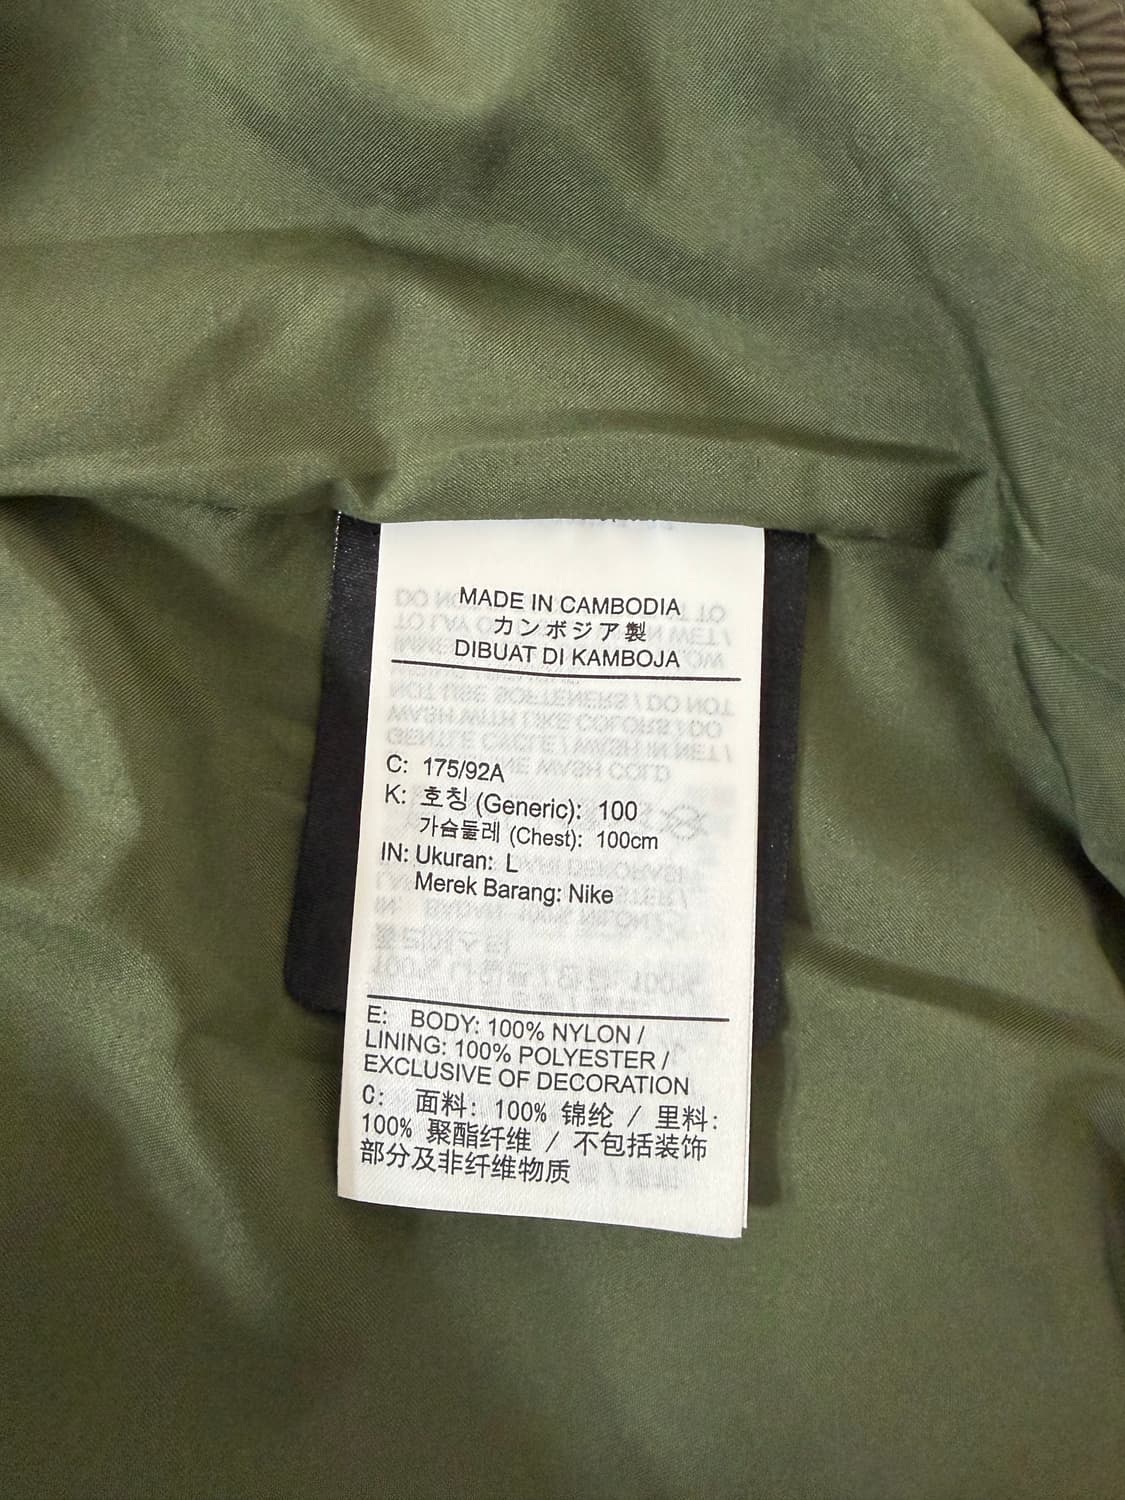 MADE IN CAMBODIA
カンボジア製
DIBUAT DI KAMBOJA
C: 175/92A
K: 호칭 (Generic): 100
가슴둘레 (Chest): 100cm
IN: Ukuran: L
Merek Barang: Nike
E: BODY: 100% NYLON /
LINING: 100% POLYESTER /
EXCLUSIVE OF DECORATION
C: 面料: 100% 锦纶 / 里料:
100% 聚酯纤维 / 不包括装饰
部分及非纤维物质